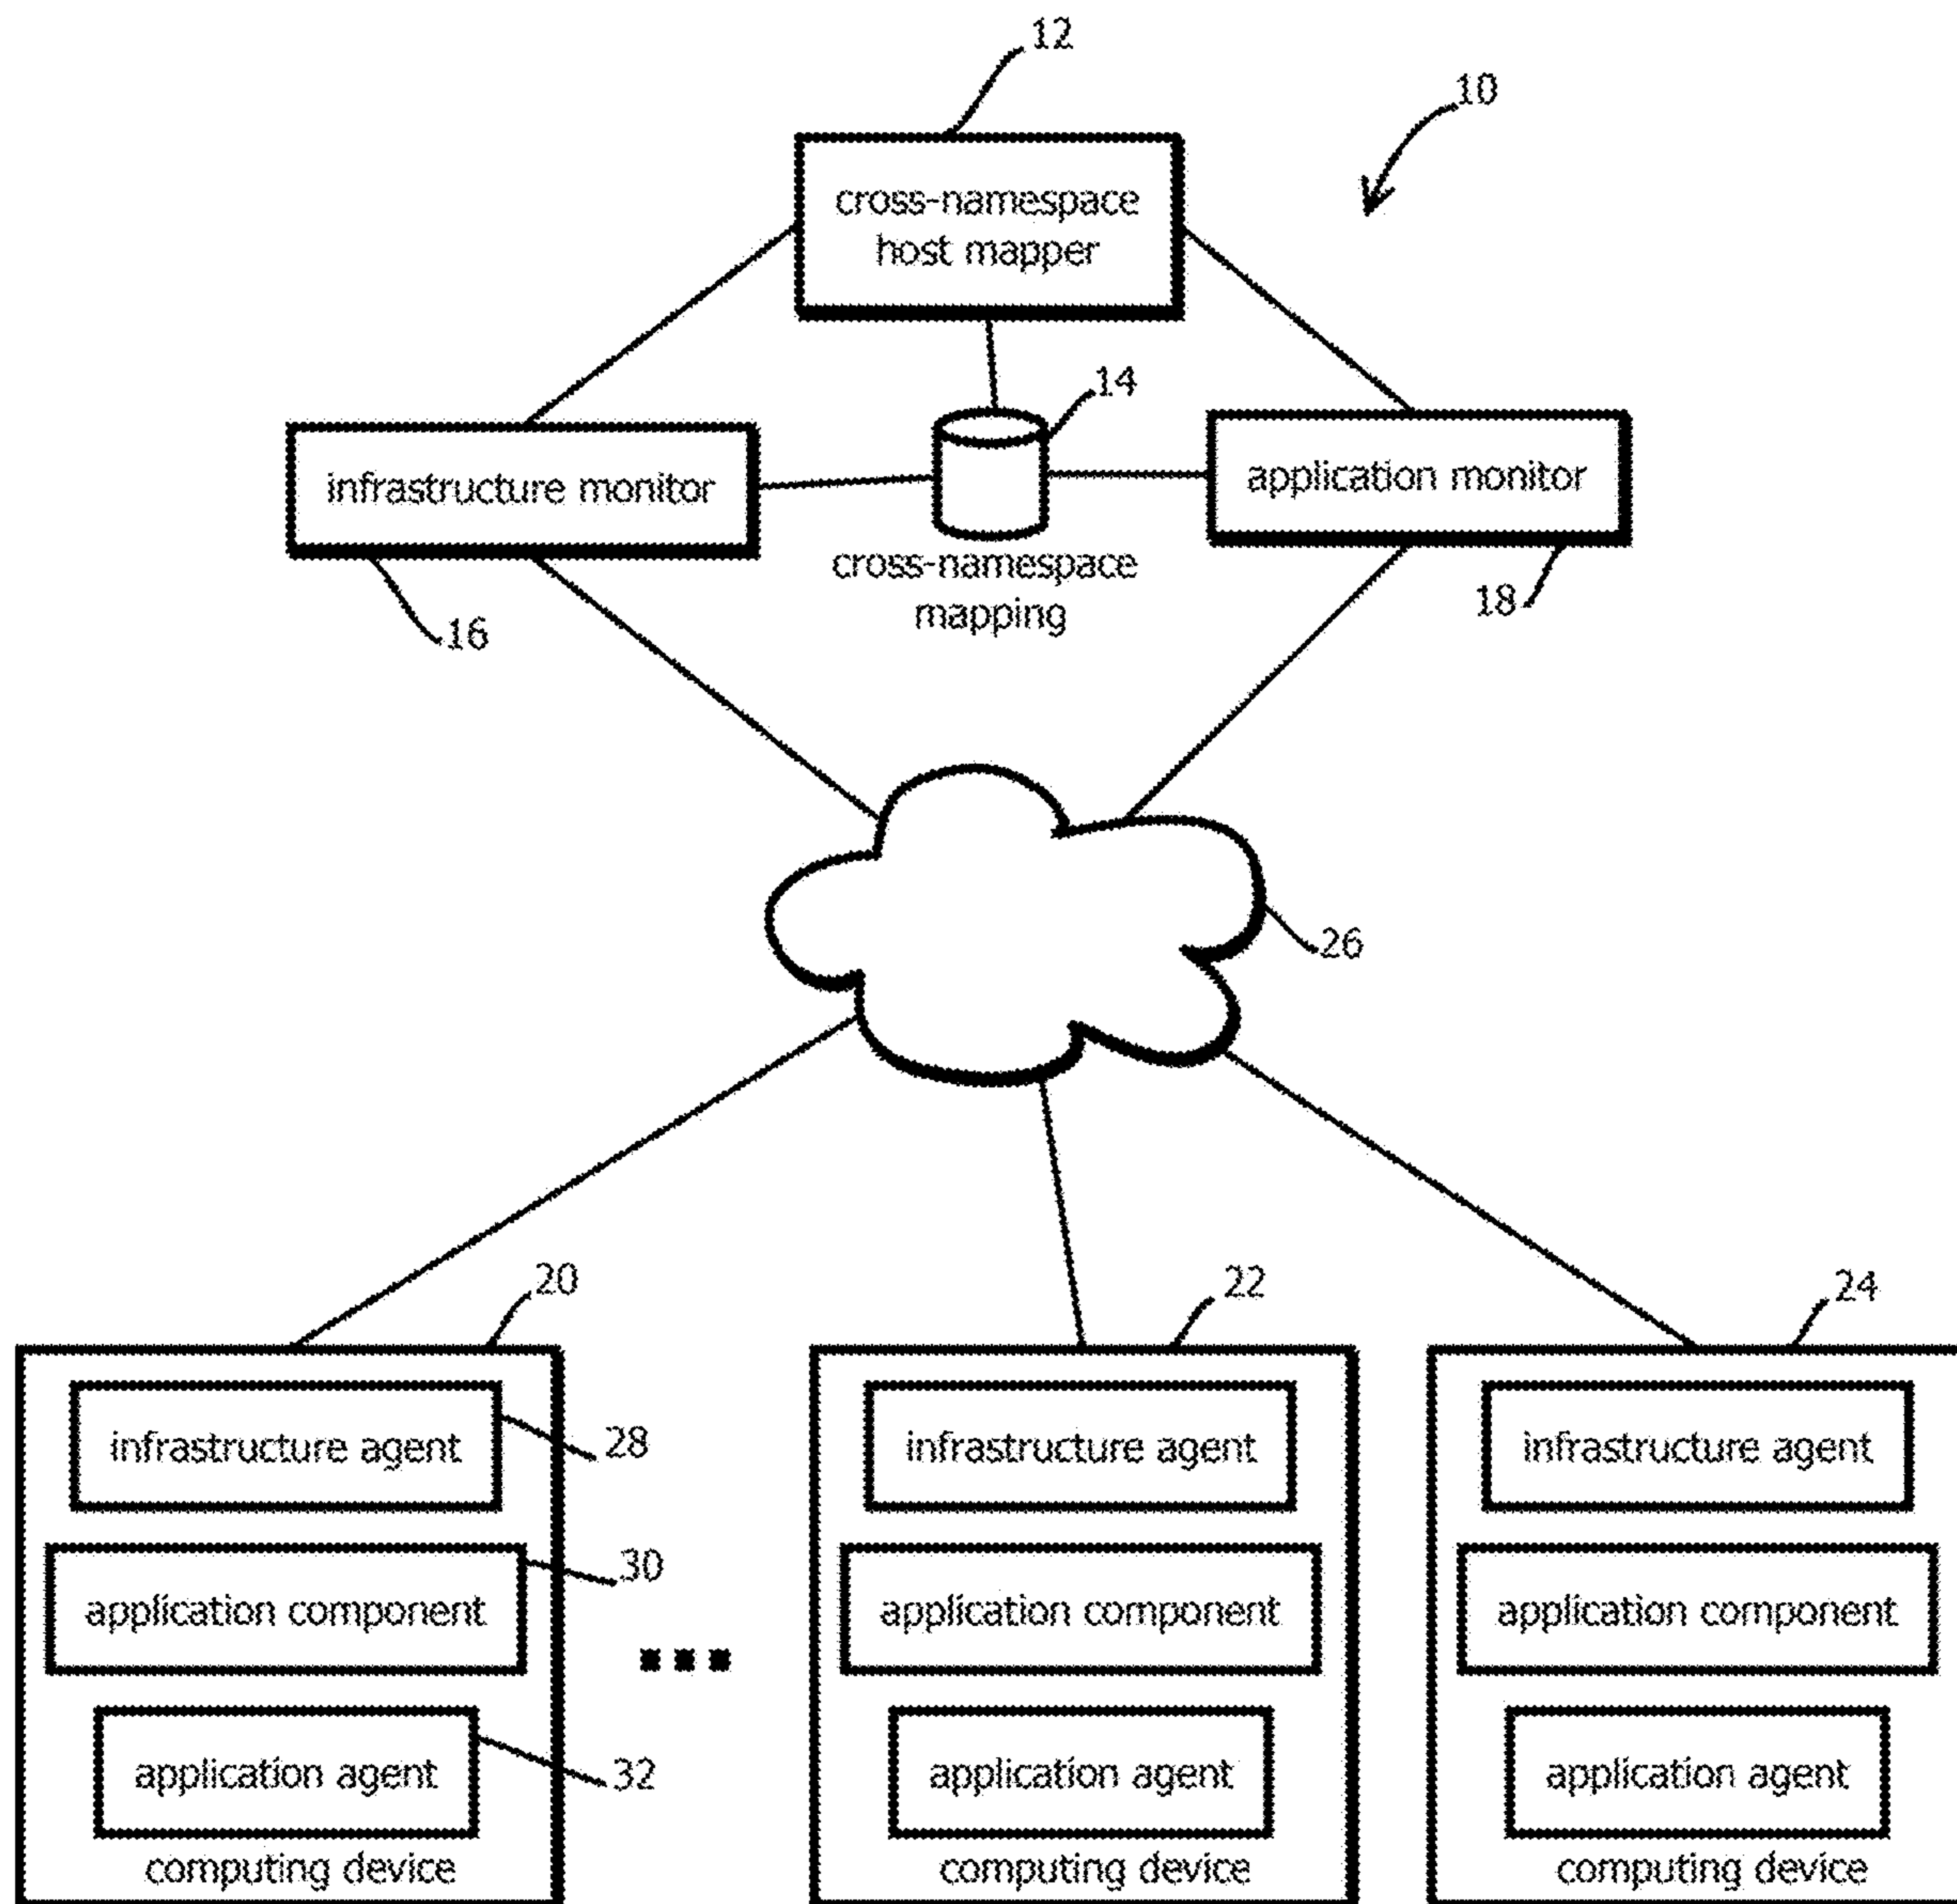 12
10
cross-namespace
host mapper
14
infrastructure monitor
application monitor
cross-namespace
mapping
16
18
26
20
22
24
infrastructure agent
28
infrastructure agent
infrastructure agent
30
application component
application component
application component
application agent
32
application agent
application agent
computing device
computing device
computing device